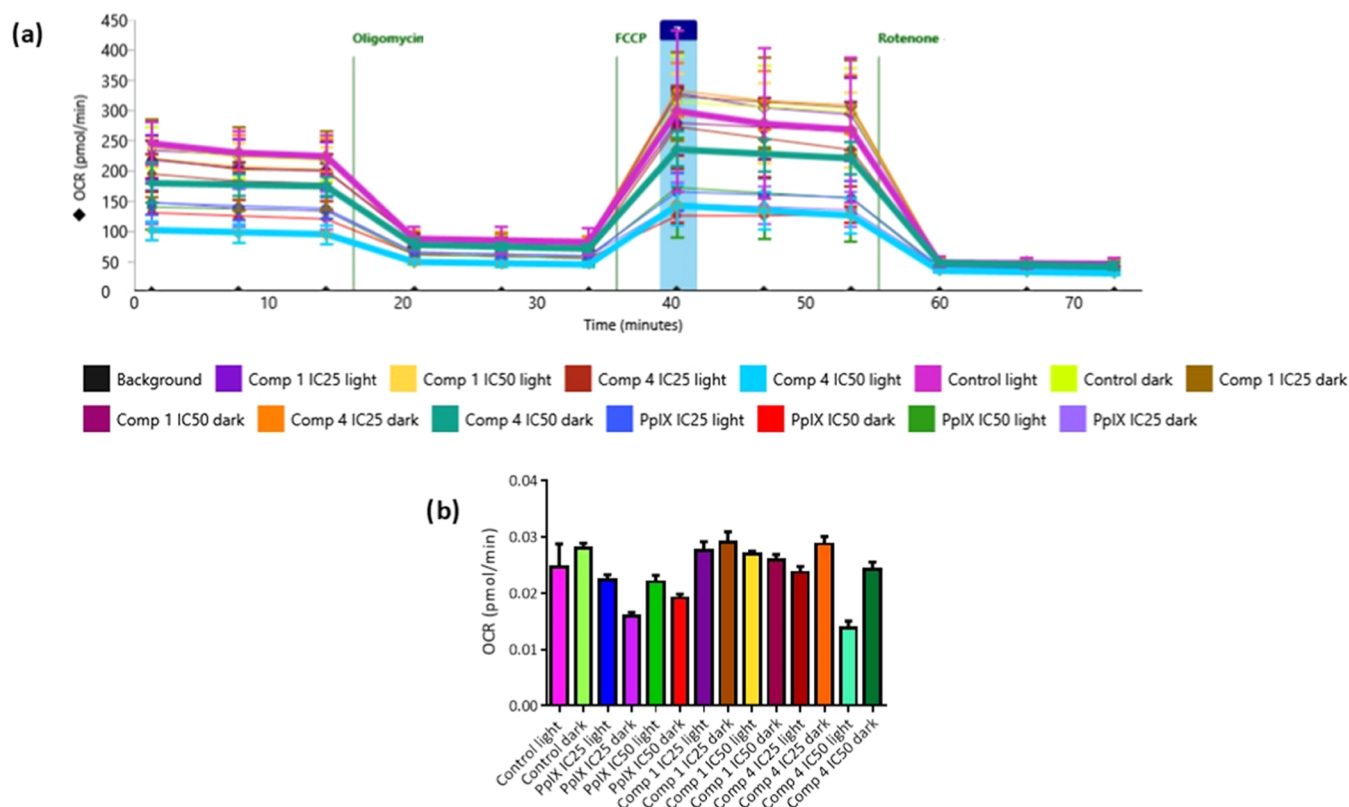 (a)
450
400
350
300
250
200
150
100
50
0
◆ OCR (pmol/min)
Oligomycin
FCCP
Rotenone
0 10 20 30 40 50 60 70
Time (minutes)
Background Comp 1 IC25 light Comp 1 IC50 light Comp 4 IC25 light Comp 4 IC50 light Control light Control dark Comp 1 IC25 dark
Comp 1 IC50 dark Comp 4 IC25 dark Comp 4 IC50 dark PpIX IC25 light PpIX IC50 dark PpIX IC50 light PpIX IC25 dark
(b)
0.04
0.03
0.02
0.01
0.00
OCR (pmol/min)
Control light
Control dark
PpIX IC25 light
PpIX IC25 dark
PpIX IC50 light
PpIX IC50 dark
Comp 1 IC25 light
Comp 1 IC25 dark
Comp 1 IC50 light
Comp 1 IC50 dark
Comp 4 IC25 light
Comp 4 IC25 dark
Comp 4 IC50 light
Comp 4 IC50 dark